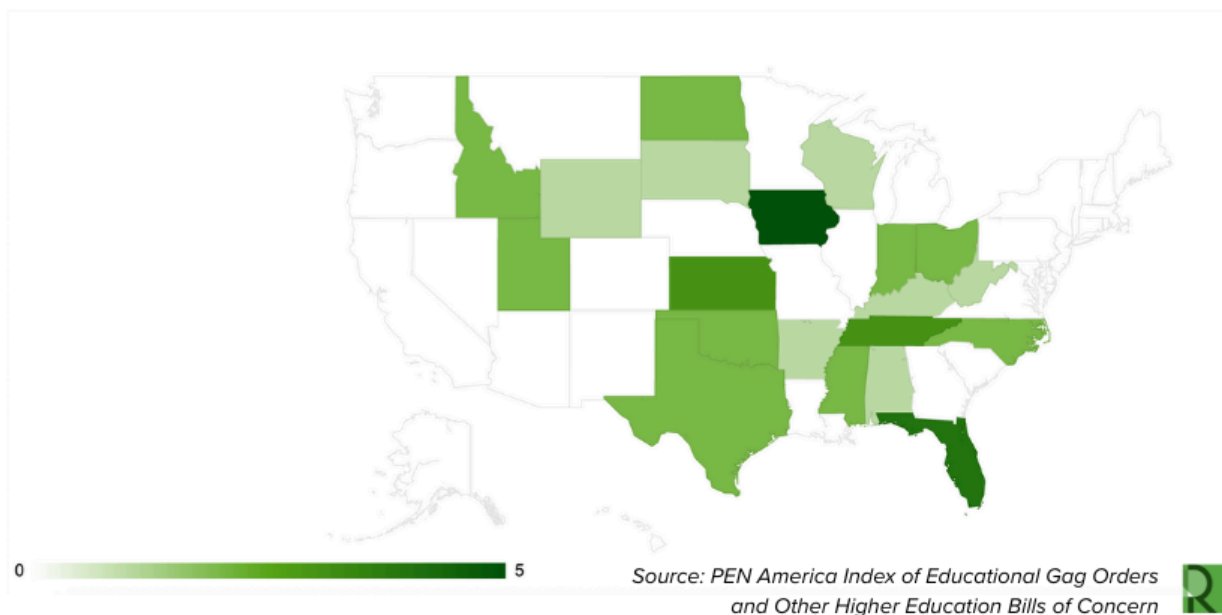 0
5
Source: PEN America Index of Educational Gag Orders
and Other Higher Education Bills of Concern
R